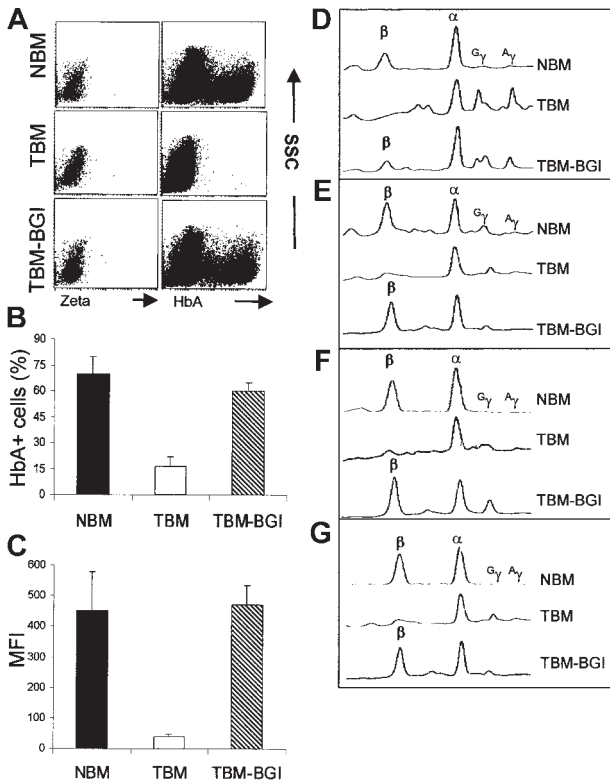 A
NBM
TBM
TBM-BGI
SSC
Zeta
HbA
B
HbA+ cells (%)
90
75
60
45
30
15
0
NBM TBM TBM-BGI
C
MFI
600
500
400
300
200
100
0
NBM TBM TBM-BGI
D
β α Gγ Aγ
NBM
TBM
β
TBM-BGI
E
β α Gγ Aγ
NBM
TBM
β
TBM-BGI
F
β α Gγ Aγ
NBM
TBM
β
TBM-BGI
G
β α Gγ Aγ
NBM
TBM
β
TBM-BGI